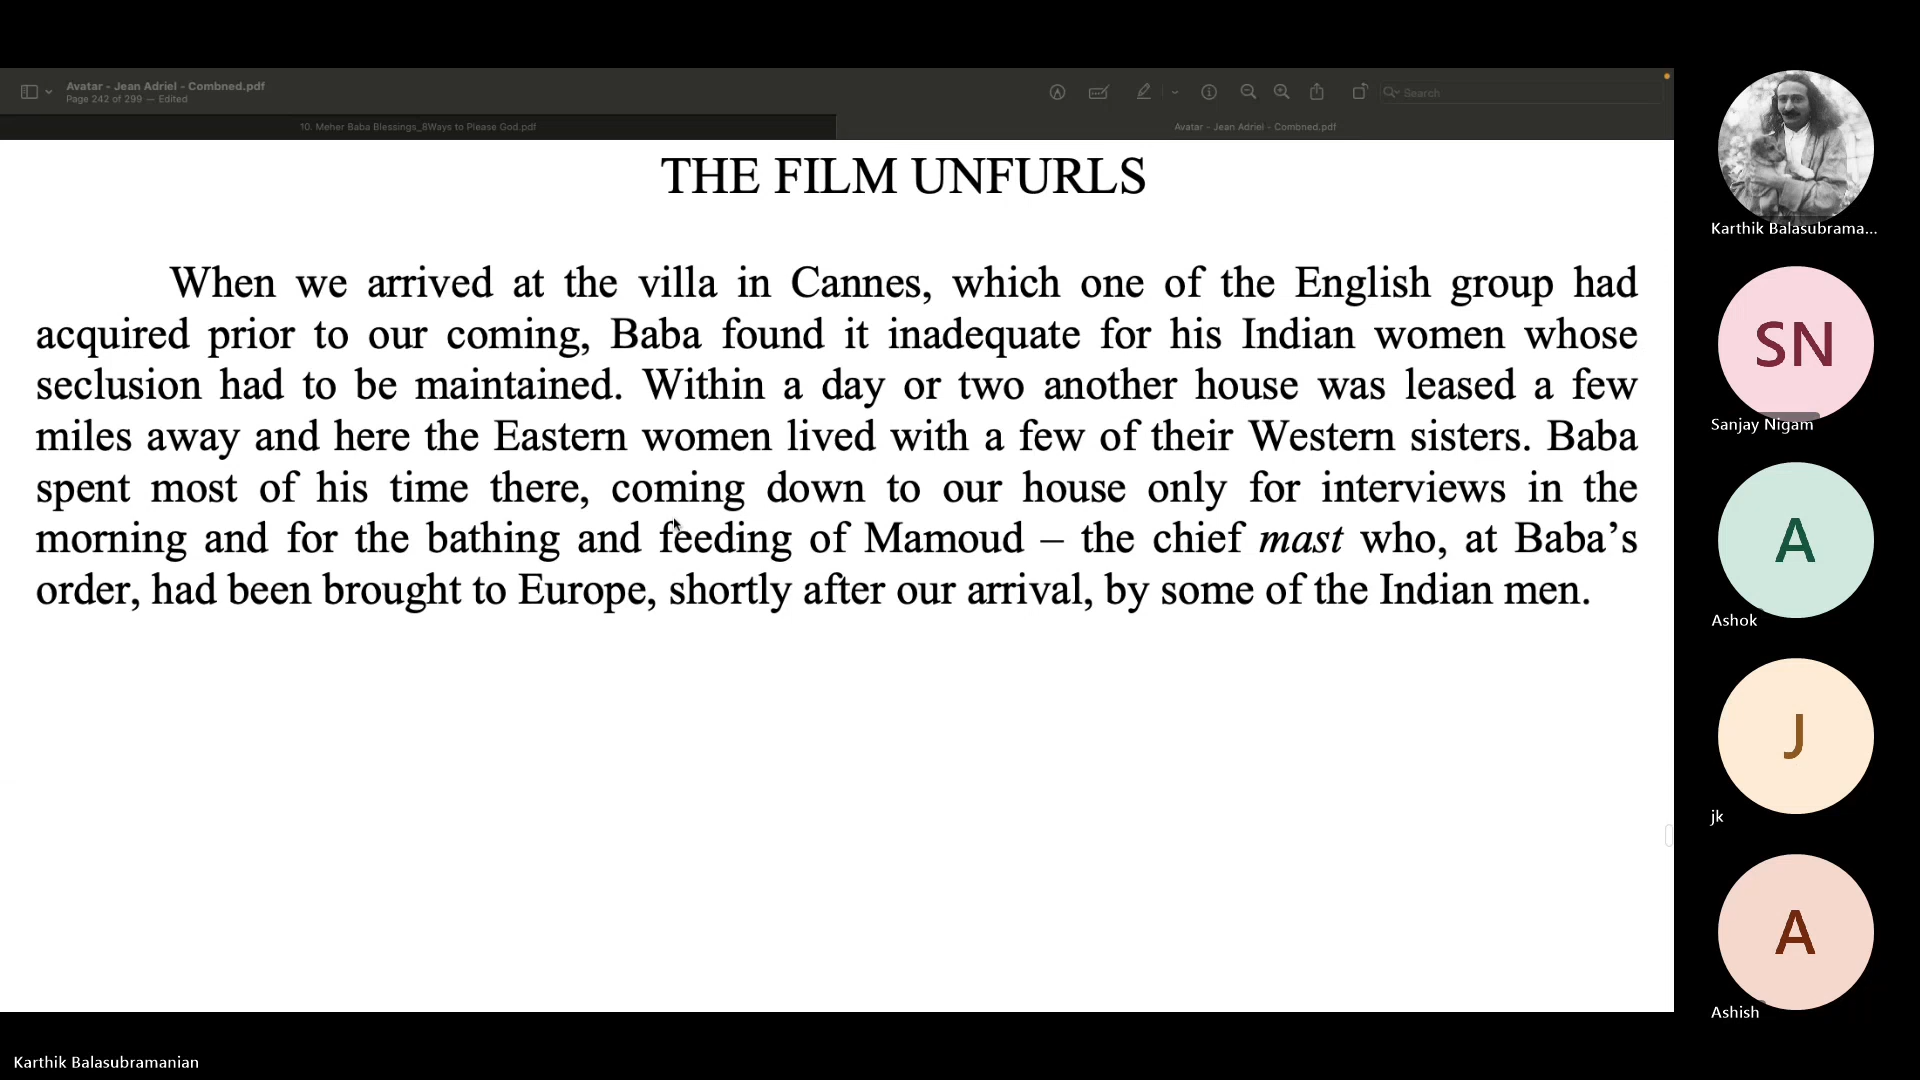 Avatar - Jean Adriel - Combned.pdf
Page 242 of 299 — Edited
Search
10. Meher Baba Blessings_8Ways to Please God.pdf
Avatar - Jean Adriel - Combned.pdf
THE FILM UNFURLS
When we arrived at the villa in Cannes, which one of the English group had
acquired prior to our coming, Baba found it inadequate for his Indian women whose
seclusion had to be maintained. Within a day or two another house was leased a few
miles away and here the Eastern women lived with a few of their Western sisters. Baba
spent most of his time there, coming down to our house only for interviews in the
morning and for the bathing and feeding of Mamoud – the chief mast who, at Baba’s
order, had been brought to Europe, shortly after our arrival, by some of the Indian men.
Karthik Balasubrama...
SN
Sanjay Nigam
A
Ashok
J
jk
A
Ashish
Karthik Balasubramanian